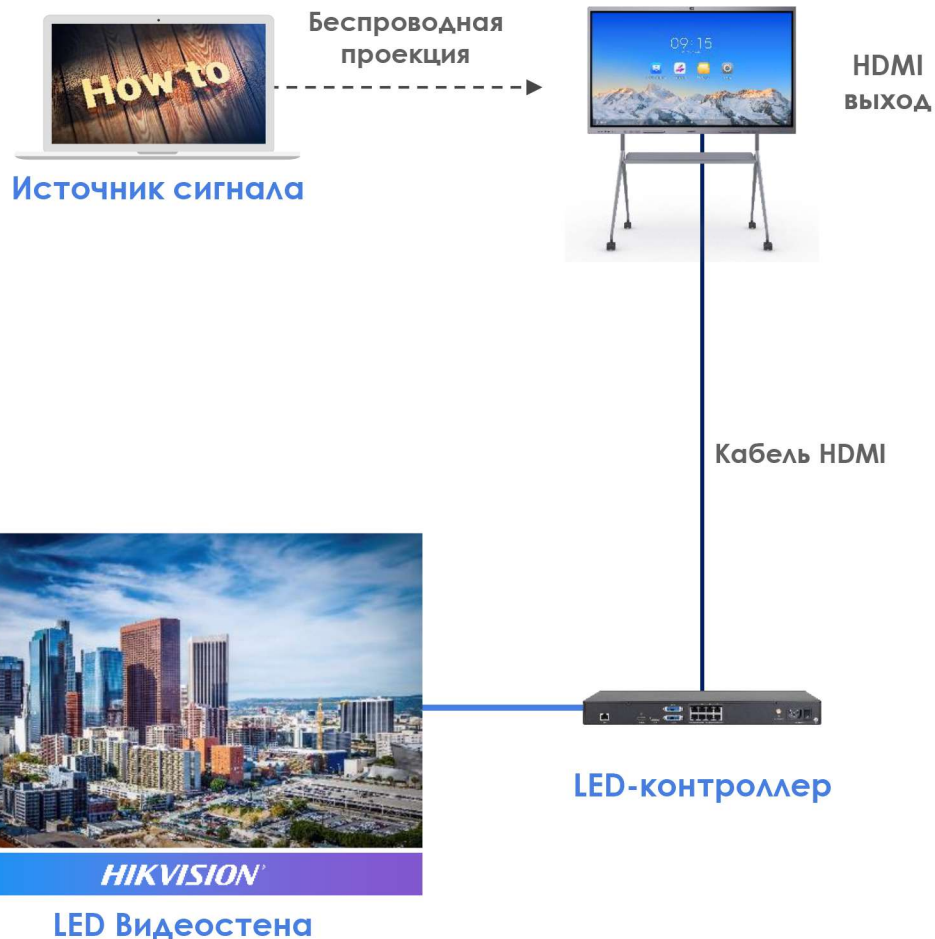 Беспроводная
проекция
How to
09:15
HDMI
выход
Источник сигнала
Кабель HDMI
LED-контроллер
HIKVISION
LED Видеостена